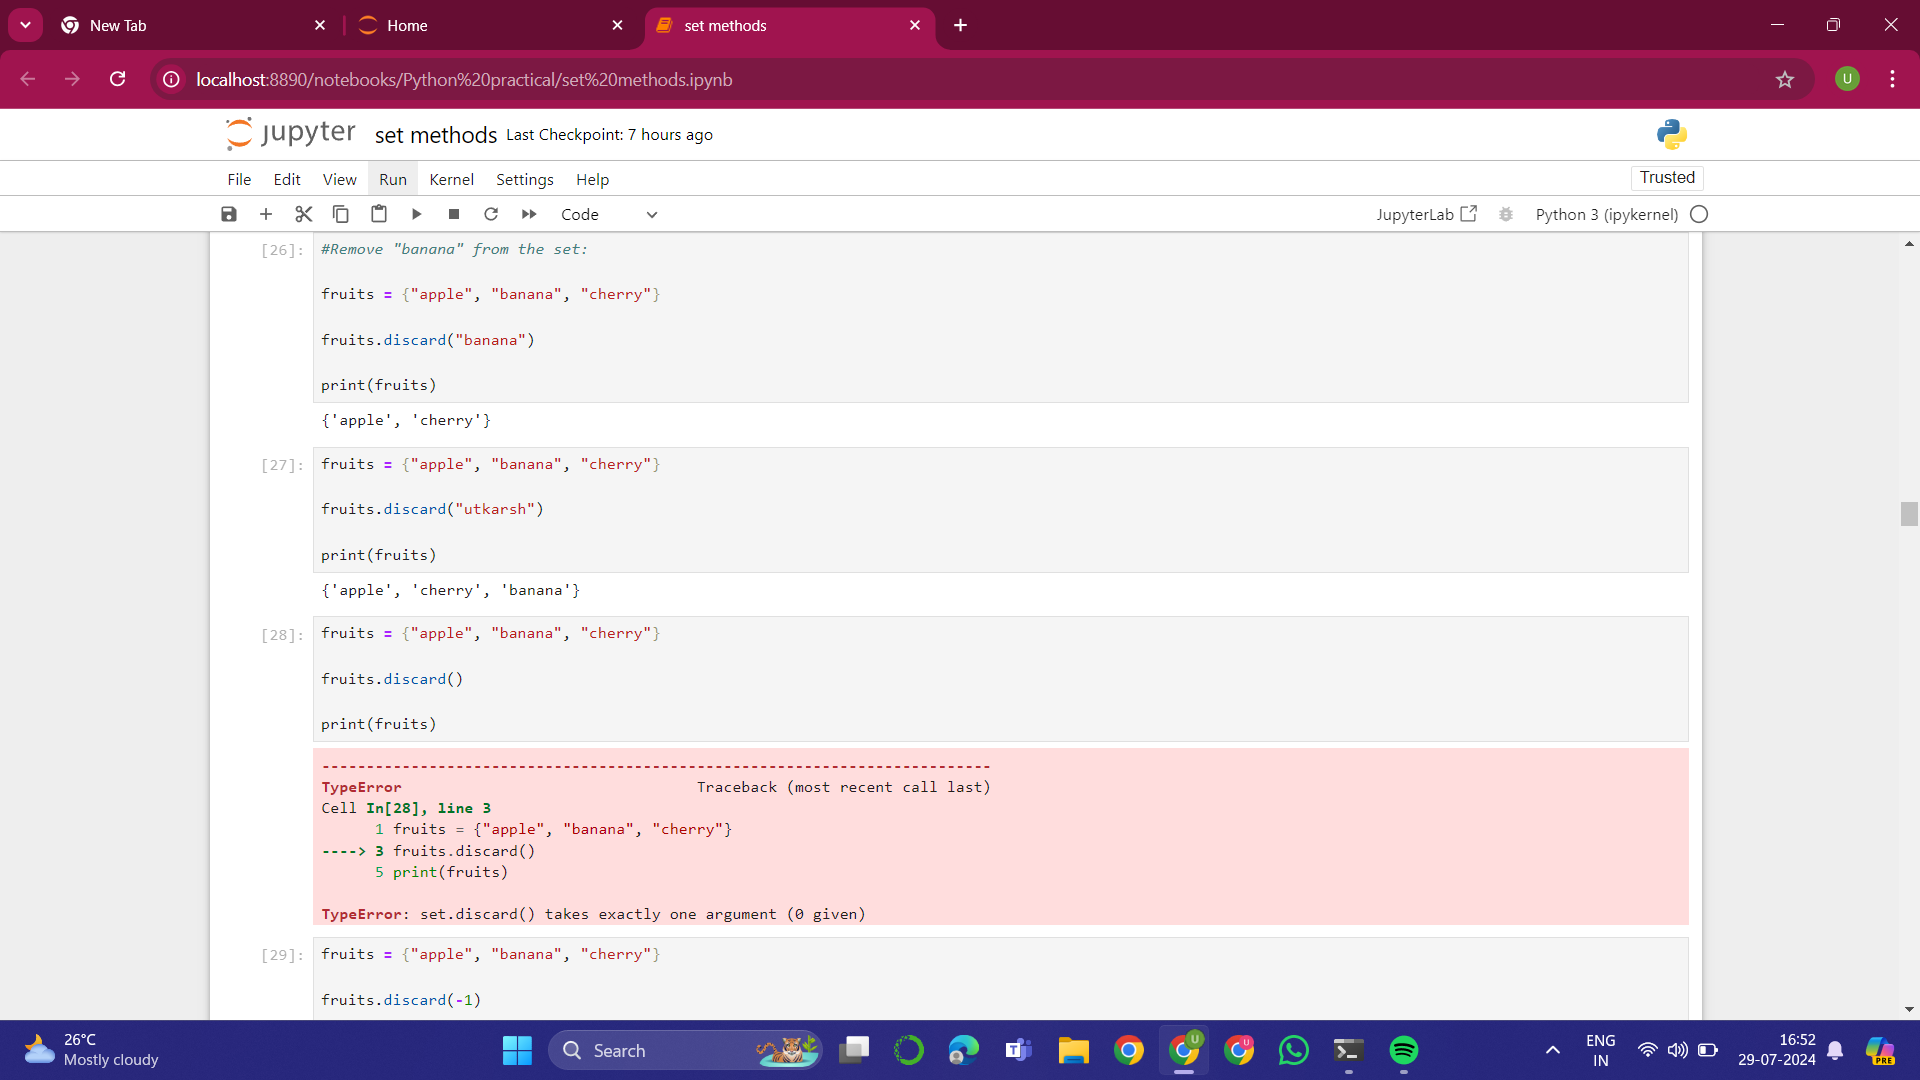 New Tab
Home
set methods
localhost:8890/notebooks/Python%20practical/set%20methods.ipynb
U
jupyter set methods Last Checkpoint: 7 hours ago
File Edit View Run Kernel Settings Help
Trusted
Code
JupyterLab
Python 3 (ipykernel)
[26]: #Remove "banana" from the set:
fruits = {"apple", "banana", "cherry"}
fruits.discard("banana")
print(fruits)
{'apple', 'cherry'}
[27]: fruits = {"apple", "banana", "cherry"}
fruits.discard("utkarsh")
print(fruits)
{'apple', 'cherry', 'banana'}
[28]: fruits = {"apple", "banana", "cherry"}
fruits.discard()
print(fruits)
---------------------------------------------------------------------------
TypeError Traceback (most recent call last)
Cell In[28], line 3
1 fruits = {"apple", "banana", "cherry"}
----> 3 fruits.discard()
5 print(fruits)
TypeError: set.discard() takes exactly one argument (0 given)
[29]: fruits = {"apple", "banana", "cherry"}
fruits.discard(-1)
26°C
Mostly cloudy
Search
ENG
IN
16:52
29-07-2024
PRE